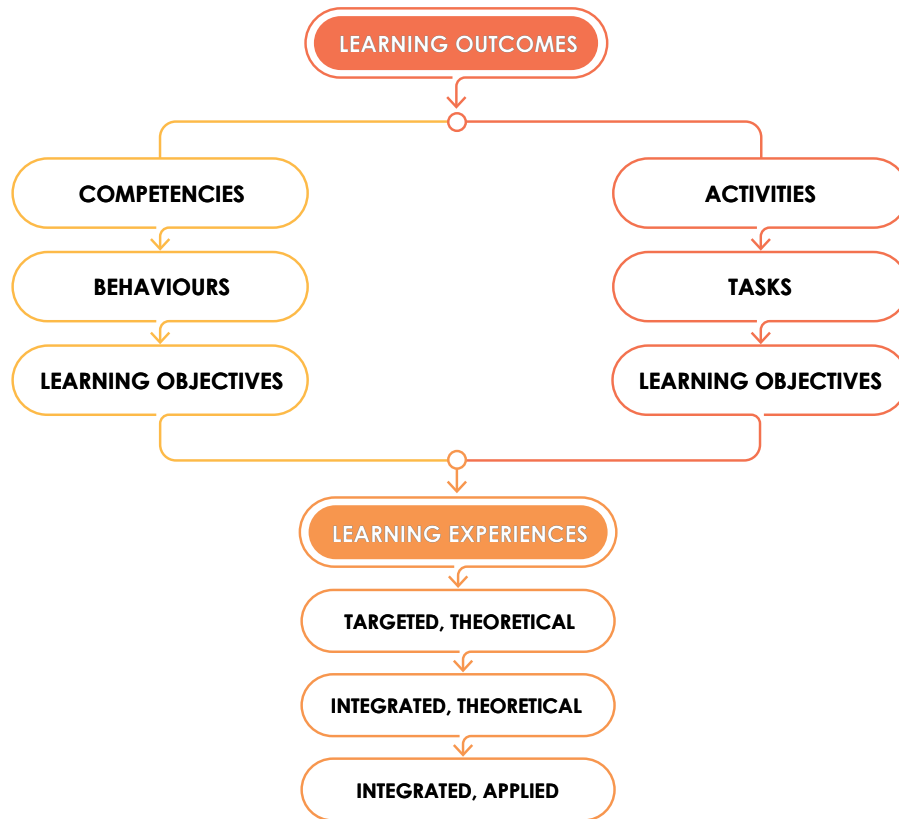 LEARNING OUTCOMES
COMPETENCIES
ACTIVITIES
BEHAVIOURS
TASKS
LEARNING OBJECTIVES
LEARNING OBJECTIVES
LEARNING EXPERIENCES
TARGETED, THEORETICAL
INTEGRATED, THEORETICAL
INTEGRATED, APPLIED